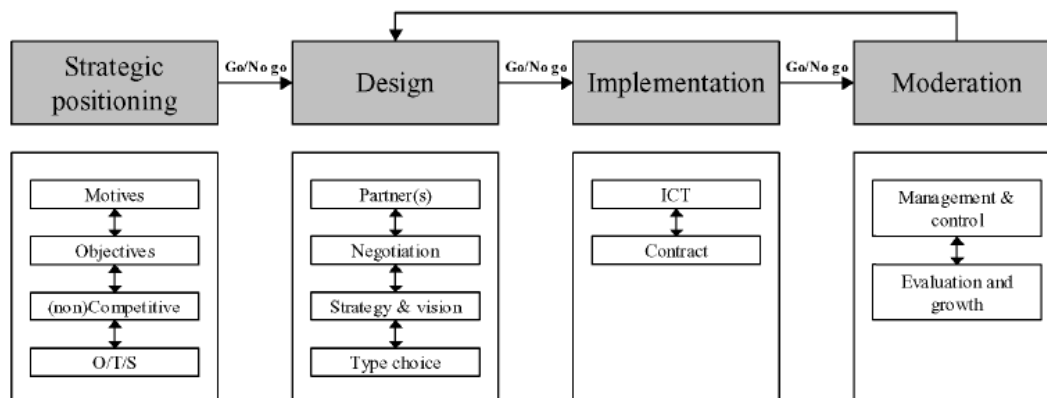 Strategic
positioning
Go/No go
Design
Go/No go
Implementation
Go/No go
Moderation
Motives
Objectives
(non)Competitive
O/T/S
Partner(s)
Negotiation
Strategy & vision
Type choice
ICT
Contract
Management &
control
Evaluation and
growth